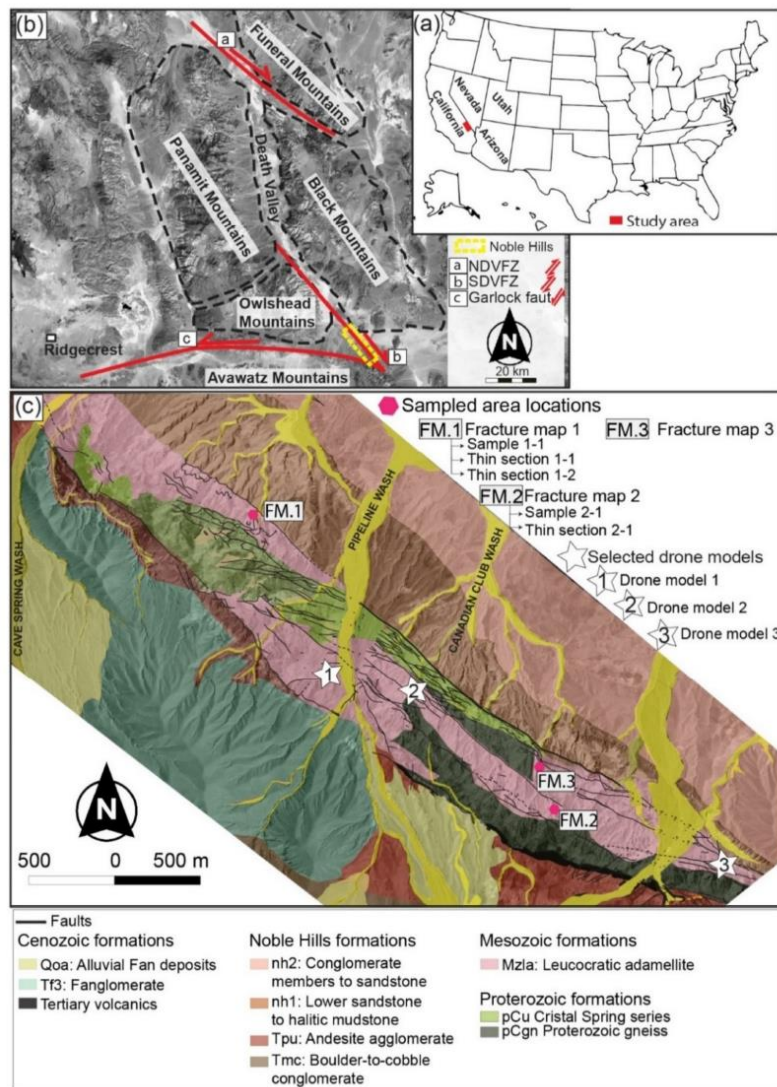 (b)
a
Funeral Mountains
Panamit Mountains
Death Valley
Black Mountains
Owlshead
Mountains
c
b
Ridgecrest
Avawatz Mountains
Noble Hills
a NDVFZ
b SDVFZ
c Garlock faut
N
20 km
(a)
Nevada
Utah
California
Arizona
Study area
(c)
Sampled area locations
FM.1 Fracture map 1
Sample 1-1
Thin section 1-1
Thin section 1-2
FM.3 Fracture map 3
FM.2 Fracture map 2
Sample 2-1
Thin section 2-1
Selected drone models
1 Drone model 1
2 Drone model 2
3 Drone model 3
CAVE SPRING WASH
PIPELINE WASH
CANADIAN CLUB WASH
FM.1
1
2
FM.3
FM.2
3
N
500 0 500 m
Faults
Cenozoic formations
Qoa: Alluvial Fan deposits
Tf3: Fanglomerate
Tertiary volcanics
Noble Hills formations
nh2: Conglomerate
members to sandstone
nh1: Lower sandstone
to halitic mudstone
Tpu: Andesite agglomerate
Tmc: Boulder-to-cobble
conglomerate
Mesozoic formations
Mzla: Leucocratic adamellite
Proterozoic formations
pCu Cristal Spring series
pCgn Proterozoic gneiss